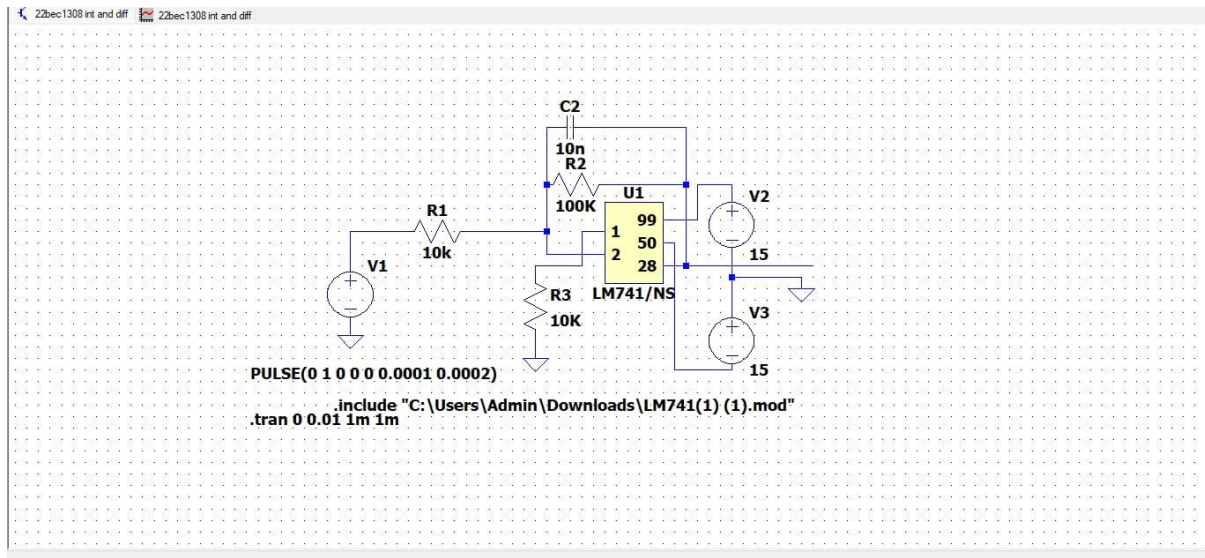 22bec1308 int and diff 22bec1308 int and diff
C2
10n
R2
100K
U1
R1
10k
V1
99
1
50
2
28
LM741/NS
V2
15
R3
10K
V3
15
PULSE(0 1 0 0 0 0.0001 0.0002)
.include "C:\Users\Admin\Downloads\LM741(1) (1).mod"
.tran 0 0.01 1m 1m